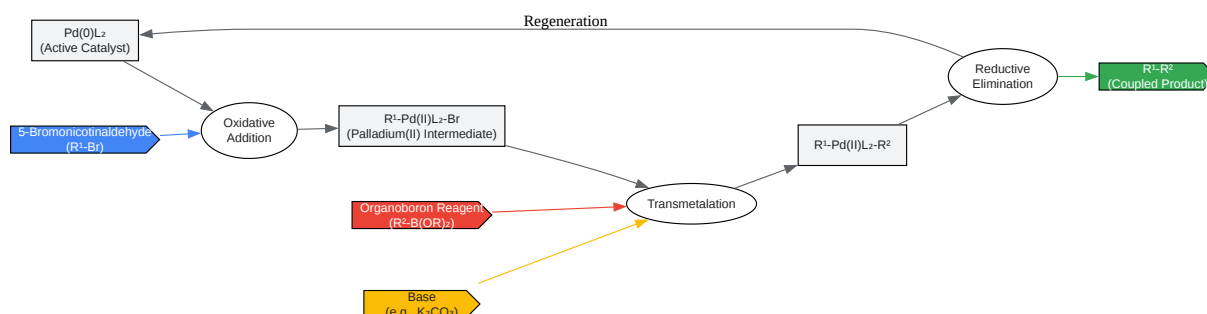 Regeneration
Pd(0)L₂
(Active Catalyst)
Reductive
Elimination
R¹-R²
(Coupled Product)
5-Bromonicotinaldehyde
(R¹-Br)
Oxidative
Addition
R¹-Pd(II)L₂-Br
(Palladium(II) Intermediate)
R¹-Pd(II)L₂-R²
Organoboron Reagent
(R²-B(OR)₂)
Transmetalation
Base
(e.g., K₂CO₃)